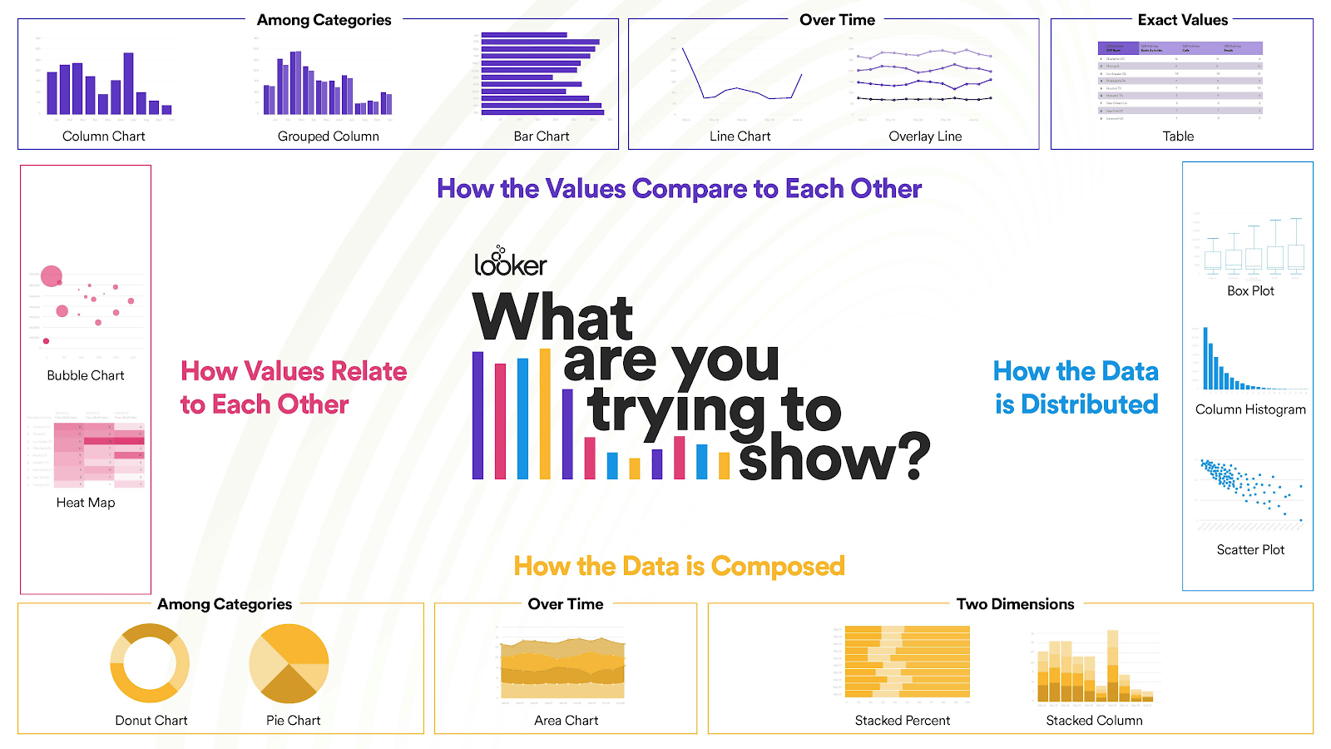 Among Categories
Over Time
Exact Values
Column Chart
Grouped Column
Bar Chart
Line Chart
Overlay Line
Table
How the Values Compare to Each Other
looker
What
are you
trying to
show?
Bubble Chart
Heat Map
How Values Relate
to Each Other
How the Data
is Distributed
Box Plot
Column Histogram
Scatter Plot
How the Data is Composed
Among Categories
Over Time
Two Dimensions
Donut Chart
Pie Chart
Area Chart
Stacked Percent
Stacked Column